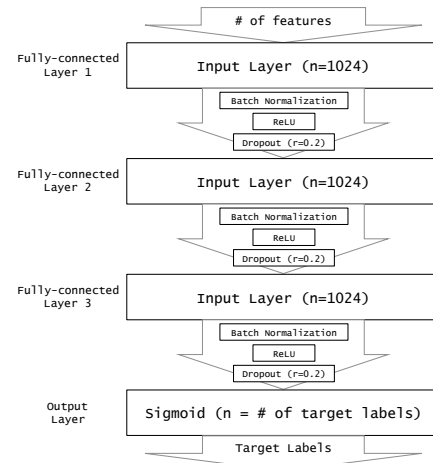 # of features
Fully-connected
Layer 1
Input Layer (n=1024)
Batch Normalization
ReLU
Dropout (r=0.2)
Fully-connected
Layer 2
Input Layer (n=1024)
Batch Normalization
ReLU
Dropout (r=0.2)
Fully-connected
Layer 3
Input Layer (n=1024)
Batch Normalization
ReLU
Dropout (r=0.2)
Output
Layer
Sigmoid (n = # of target labels)
Target Labels